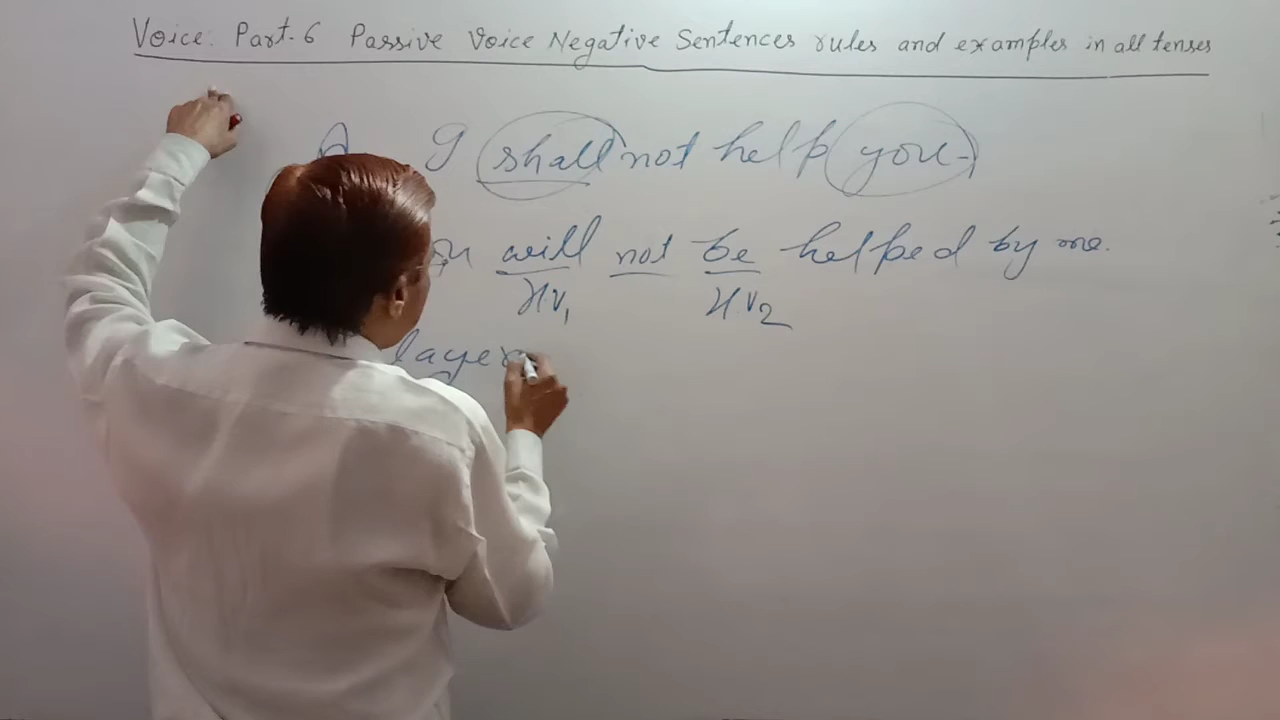 Voice: Part-6 Passive Voice Negative Sentences rules and examples in all tenses
A I shall not help you.
will not be helped by me.
HV1 H.V2